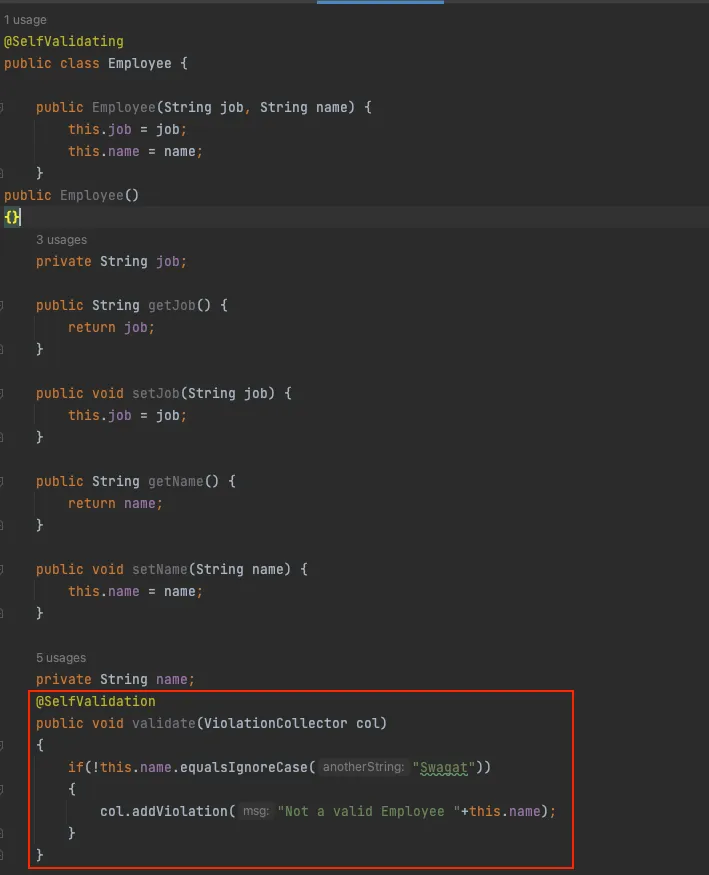 1 usage
@SelfValidating
public class Employee {
public Employee(String job, String name) {
this.job = job;
this.name = name;
}
public Employee()
{}
3 usages
private String job;
public String getJob() {
return job;
}
public void setJob(String job) {
this.job = job;
}
public String getName() {
return name;
}
public void setName(String name) {
this.name = name;
}
5 usages
private String name;
@SelfValidation
public void validate(ViolationCollector col)
{
if(!this.name.equalsIgnoreCase( anotherString: "Swagat"))
{
col.addViolation( msg: "Not a valid Employee "+this.name);
}
}